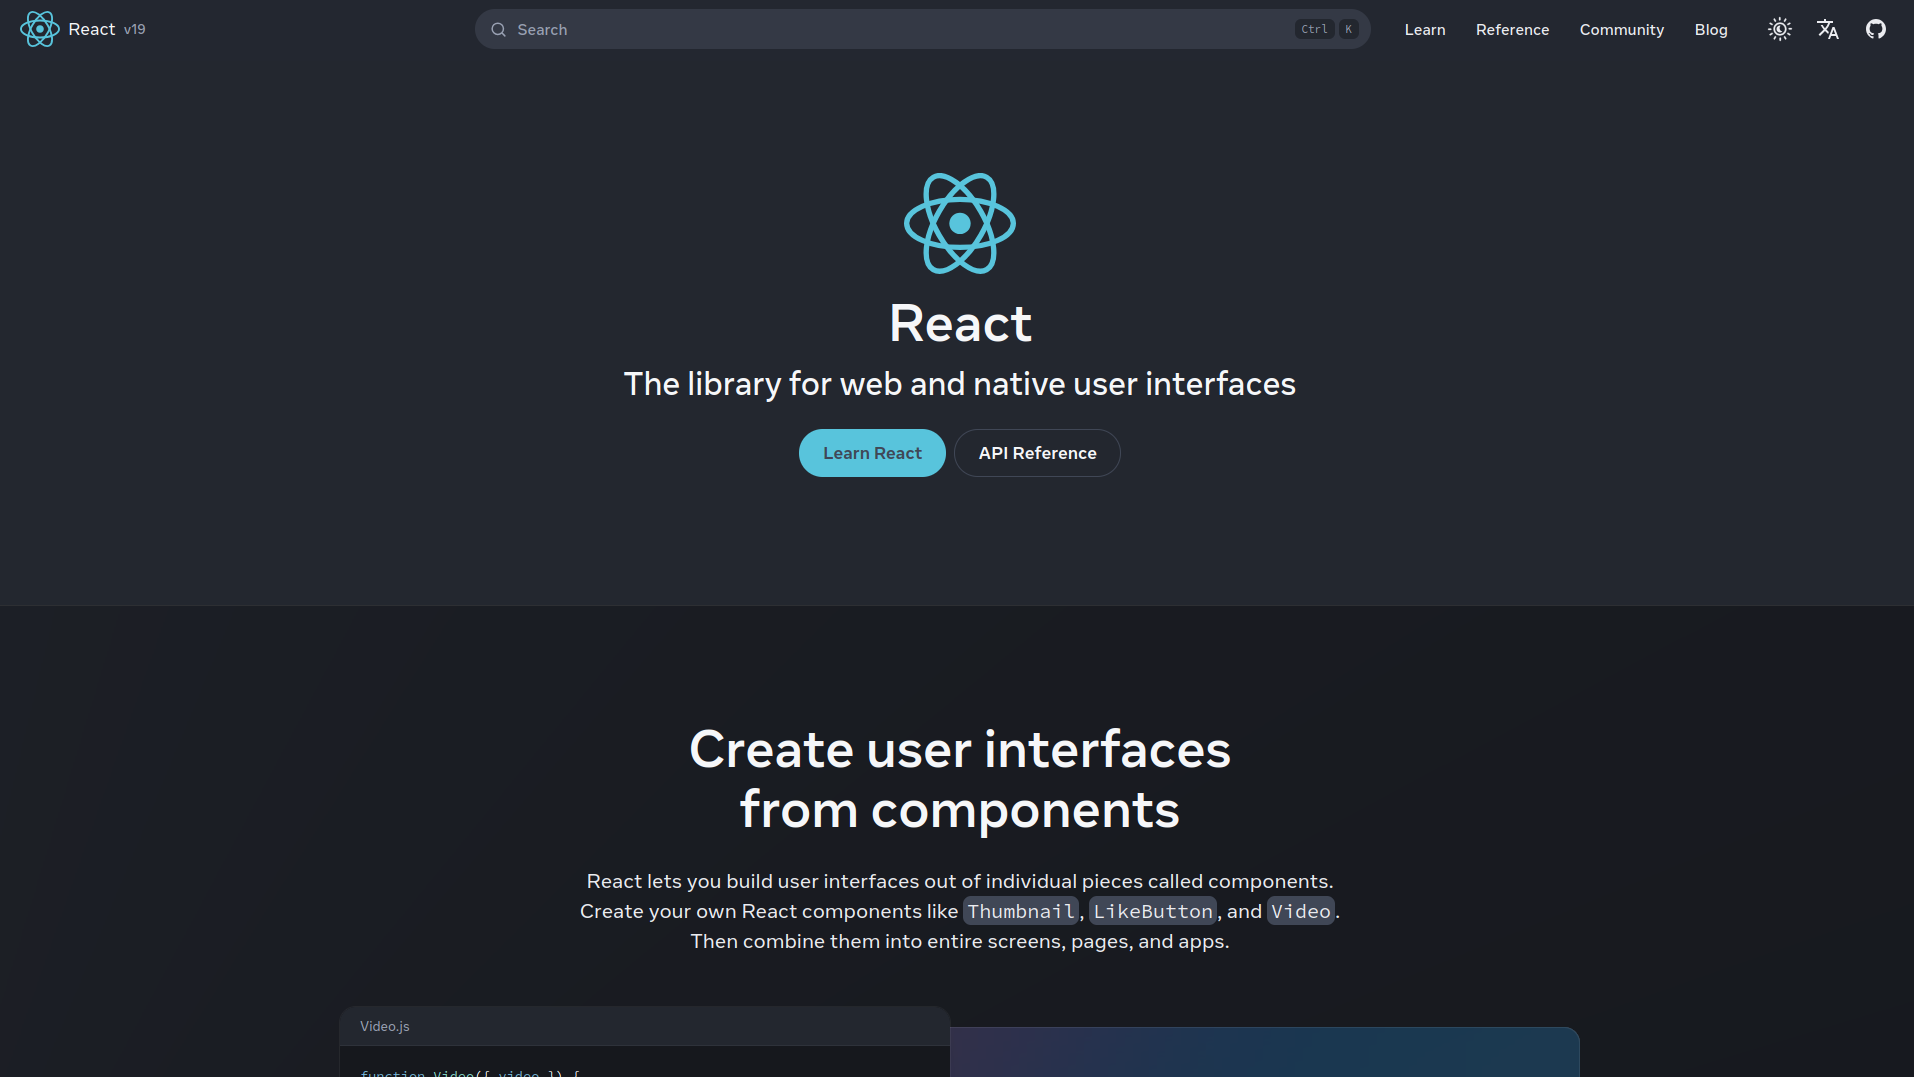 React v19
Search
Ctrl K
Learn Reference Community Blog
React
The library for web and native user interfaces
Learn React API Reference
Create user interfaces
from components
React lets you build user interfaces out of individual pieces called components.
Create your own React components like Thumbnail, LikeButton, and Video.
Then combine them into entire screens, pages, and apps.
Video.js
function Video({ video }) {